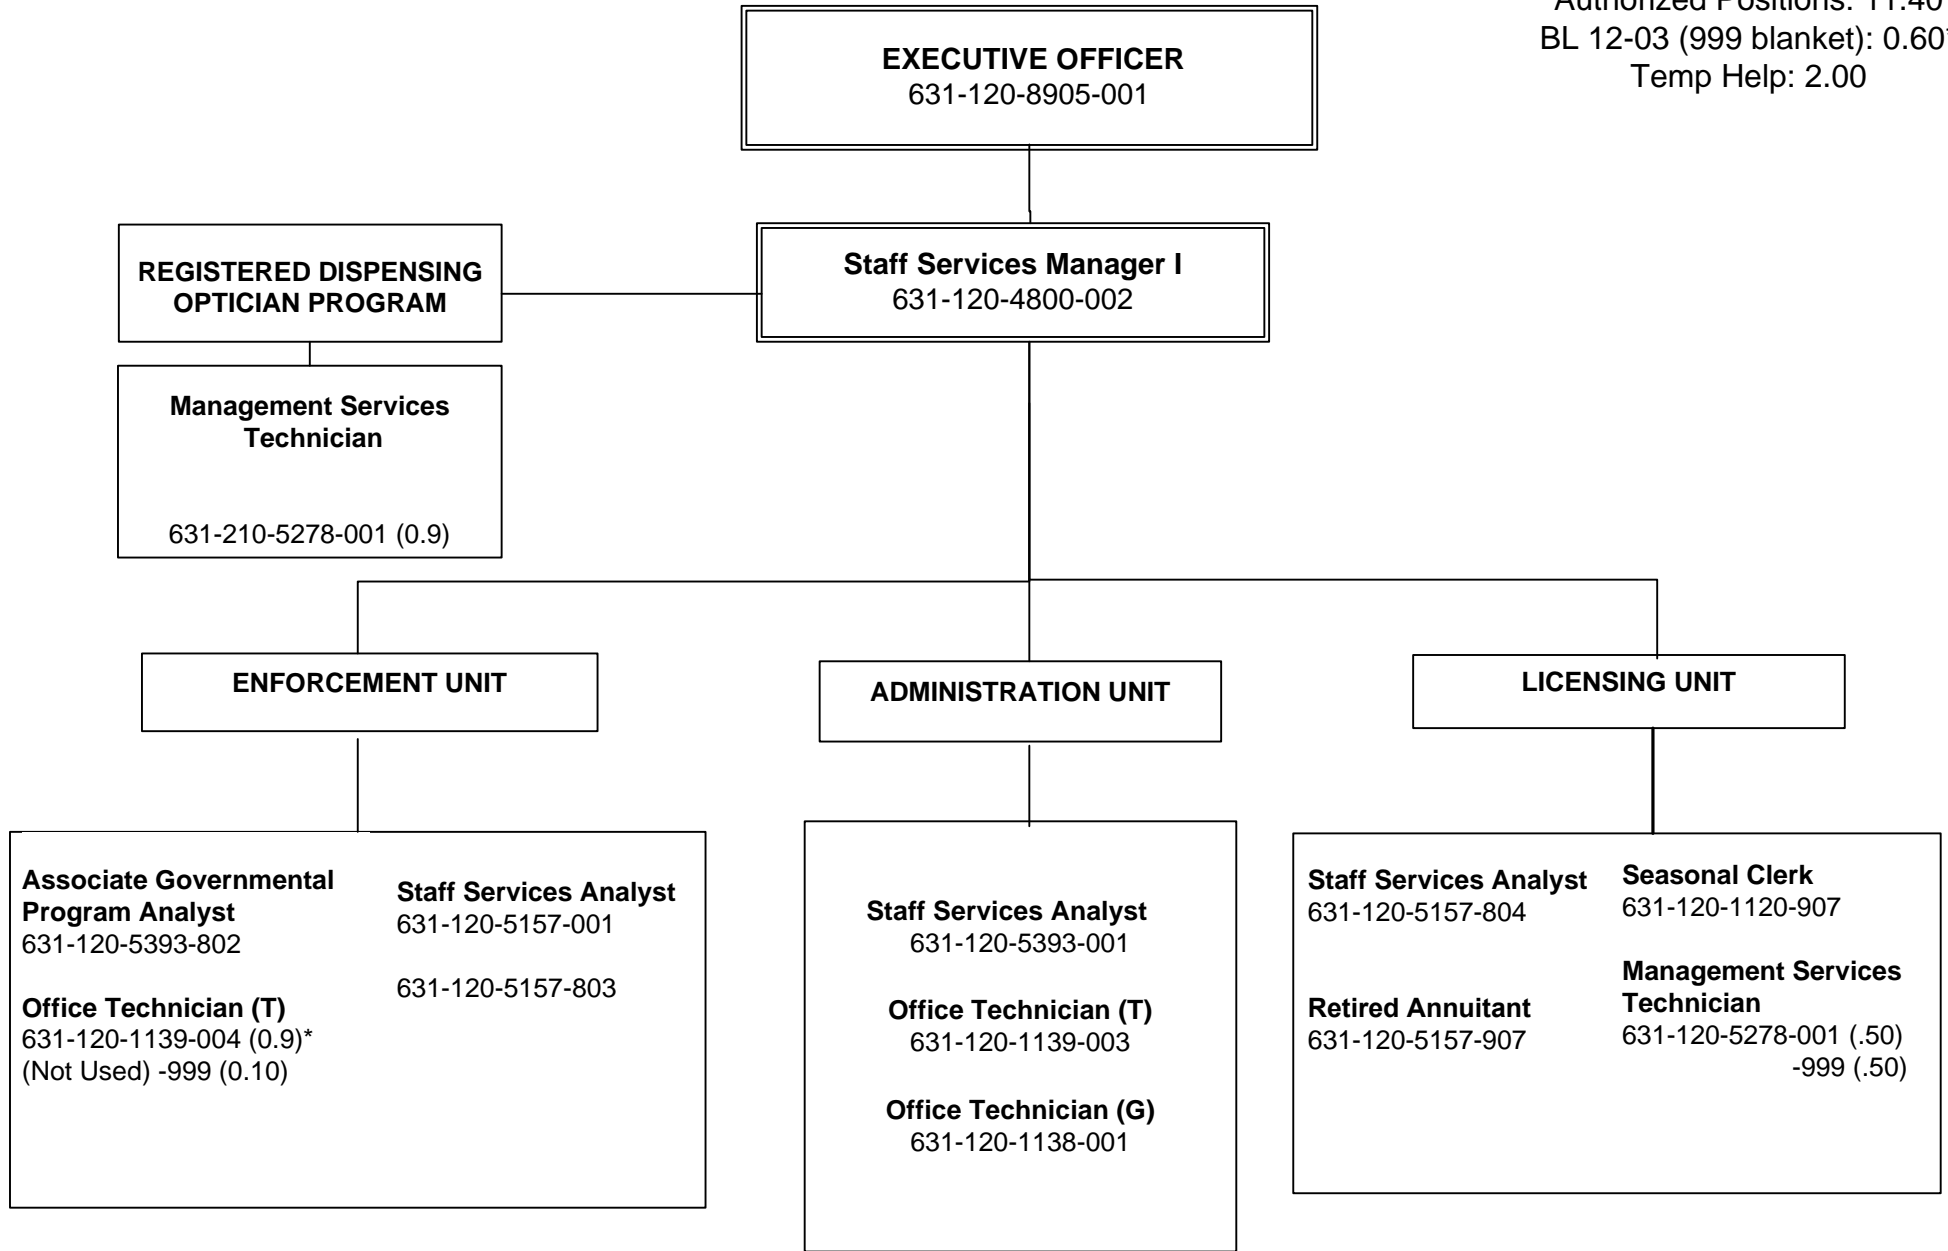 Authorized Positions: 11.40
BL 12-03 (999 blanket): 0.60*
Temp Help: 2.00
EXECUTIVE OFFICER
631-120-8905-001
Staff Services Manager I
631-120-4800-002
REGISTERED DISPENSING
OPTICIAN PROGRAM
Management Services
Technician
631-210-5278-001 (0.9)
ENFORCEMENT UNIT
Associate Governmental
Program Analyst
631-120-5393-802
Office Technician (T)
631-120-1139-004 (0.9)*
(Not Used) -999 (0.10)
Staff Services Analyst
631-120-5157-001
631-120-5157-803
ADMINISTRATION UNIT
Staff Services Analyst
631-120-5393-001
Office Technician (T)
631-120-1139-003
Office Technician (G)
631-120-1138-001
LICENSING UNIT
Staff Services Analyst
631-120-5157-804
Retired Annuitant
631-120-5157-907
Seasonal Clerk
631-120-1120-907
Management Services
Technician
631-120-5278-001 (.50)
-999 (.50)